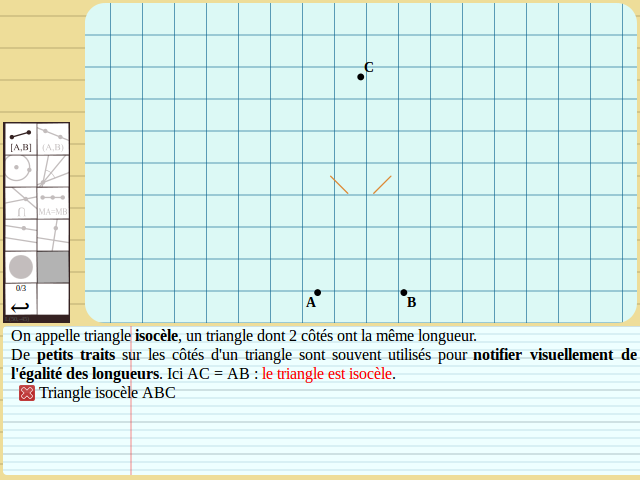 C
[A,B]
(A,B)
⋂
MA=MB
0/3
A
B
On appelle triangle isocèle, un triangle dont 2 côtés ont la même longueur.
De petits traits sur les côtés d'un triangle sont souvent utilisés pour notifier visuellement de
l'égalité des longueurs. Ici AC = AB : le triangle est isocèle.
Triangle isocèle ABC